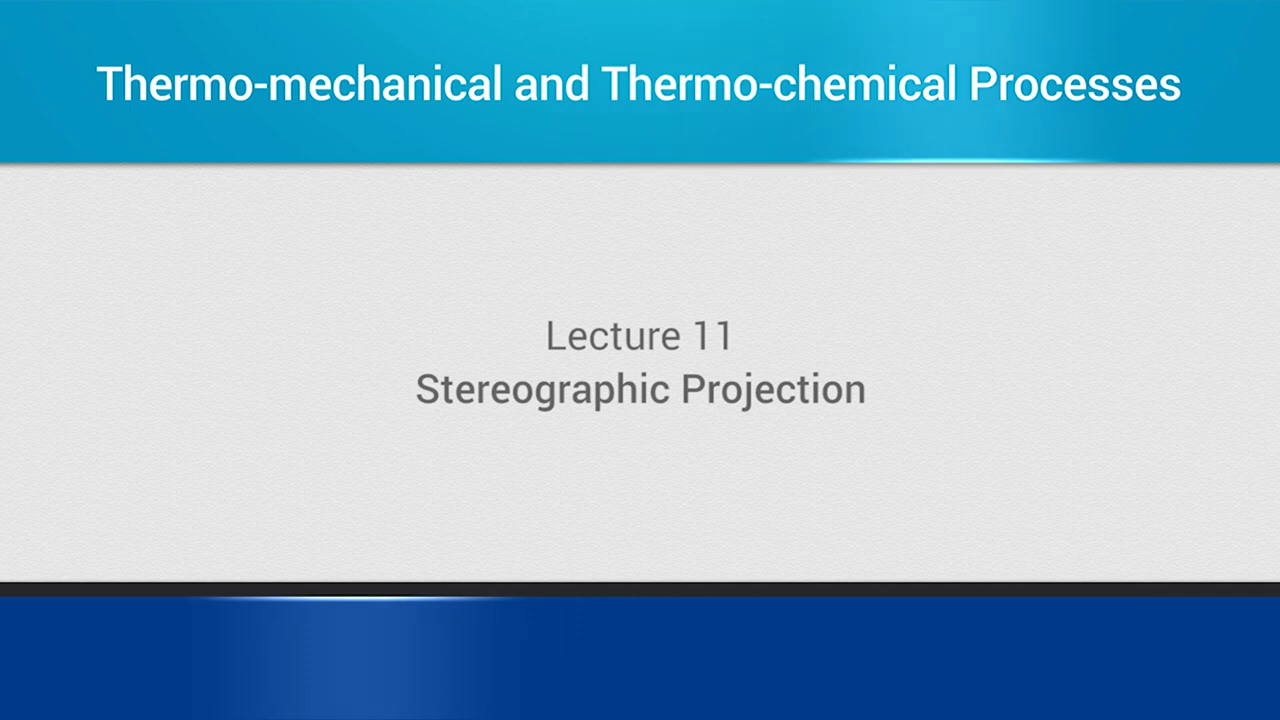 Thermo-mechanical and Thermo-chemical Processes
Lecture 11
Stereographic Projection